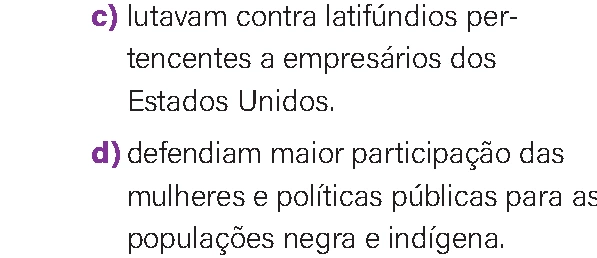 c) lutavam contra latifúndios per-
tencentes a empresários dos
Estados Unidos.
d) defendiam maior participação das
mulheres e políticas públicas para as
populações negra e indígena.